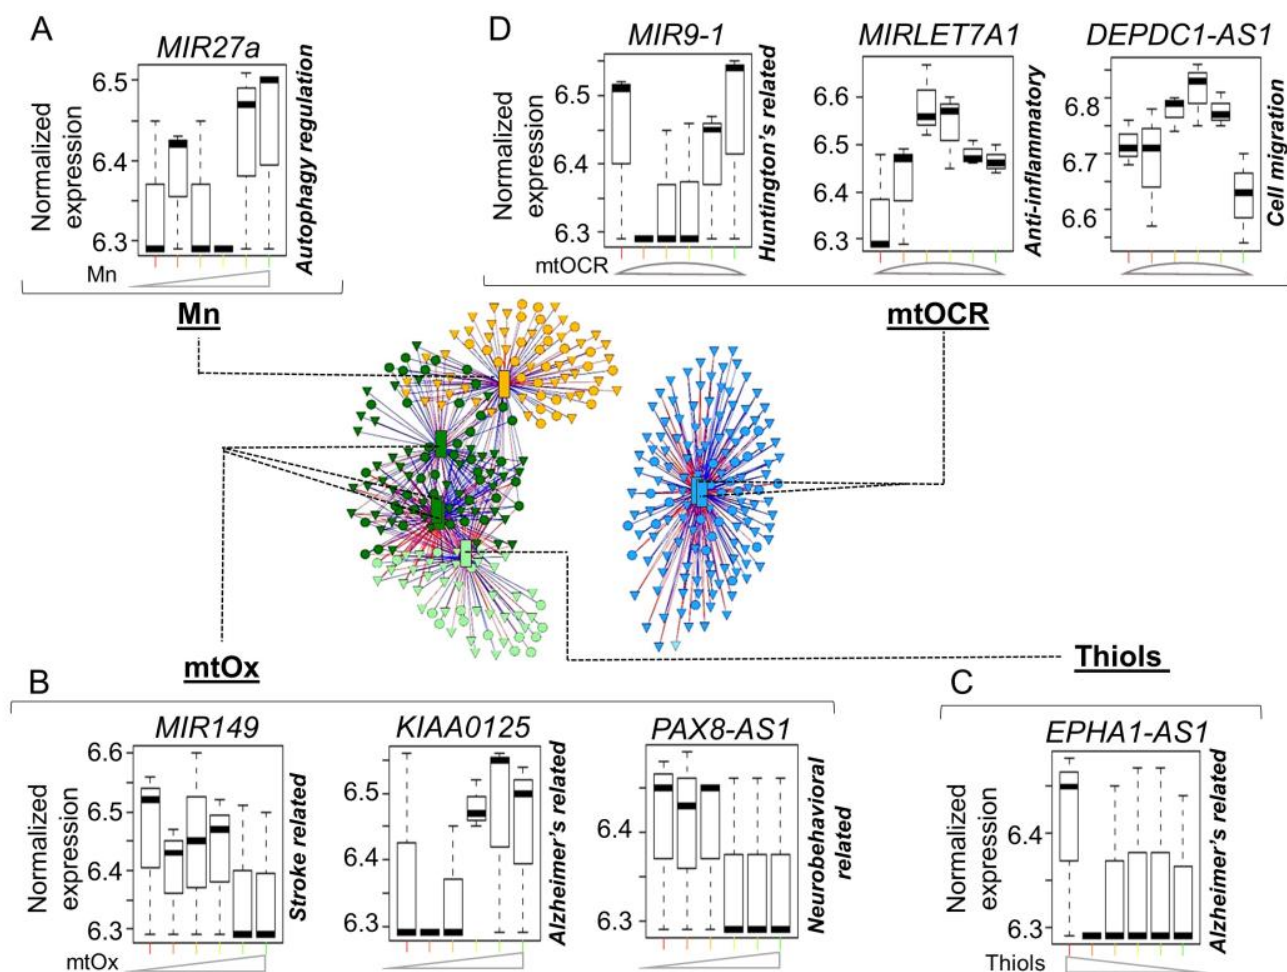 A
MIR27a
Normalized
expression
6.5
6.4
6.3
Autophagy regulation
Mn
Mn
D
MIR9-1
Normalized
expression
6.5
6.4
6.3
Huntington's related
mtOCR
MIRLET7A1
6.6
6.5
6.4
6.3
Anti-inflammatory
DEPDC1-AS1
6.8
6.7
6.6
Cell migration
mtOCR
mtOx
Thiols
B
MIR149
Normalized
expression
6.6
6.5
6.4
6.3
Stroke related
mtOx
KIAA0125
6.5
6.4
6.3
Alzheimer's related
PAX8-AS1
6.4
6.3
Neurobehavioral
related
C
EPHA1-AS1
Normalized
expression
6.4
6.3
Alzheimer's related
Thiols